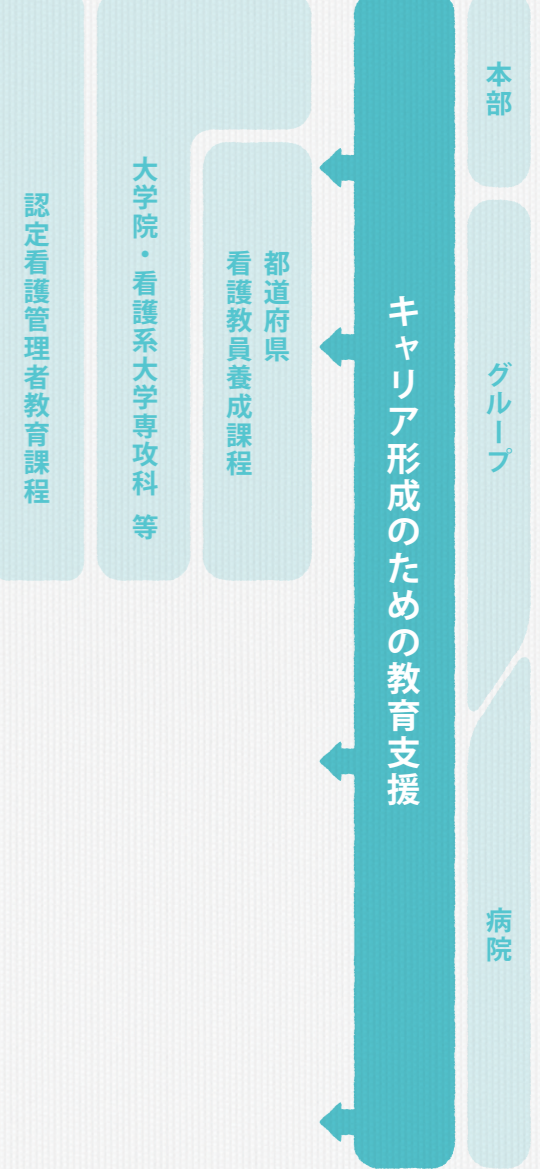 本部
グループ
病院
キャリア形成のための教育支援
都道府県
看護教員養成課程
大学院・看護系大学専攻科 等
認定看護管理者教育課程